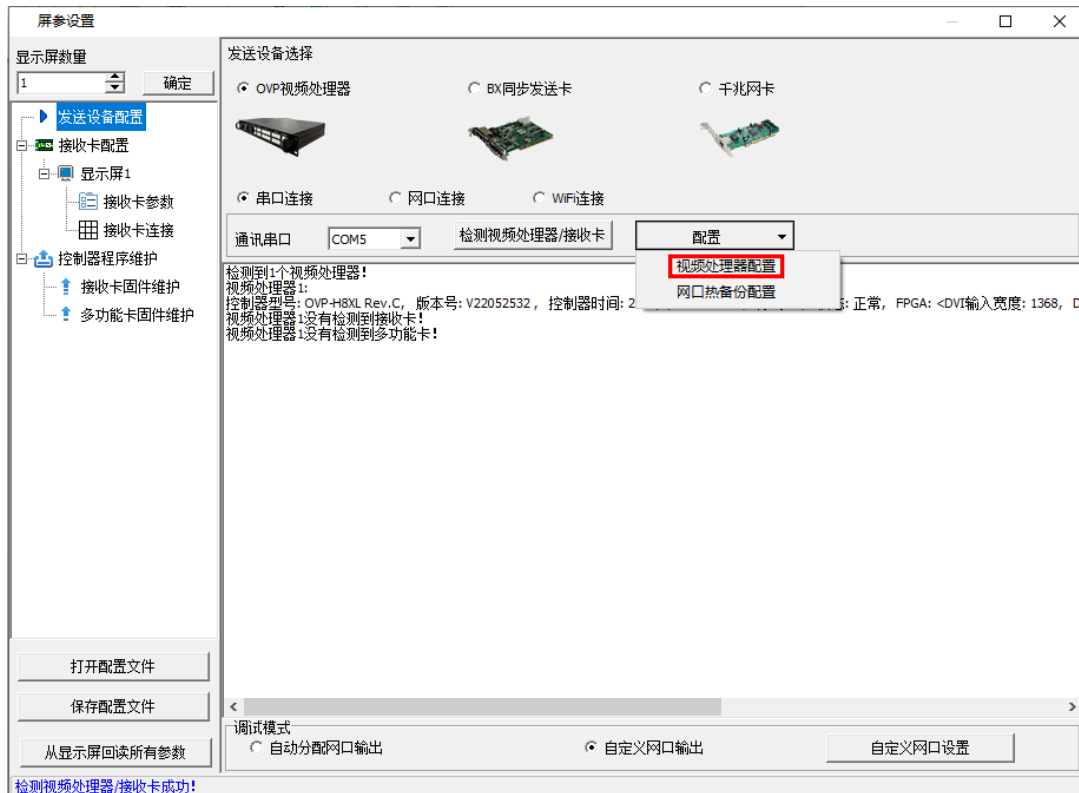 屏参设置
显示屏数量
1
确定
发送设备配置
接收卡配置
显示屏1
接收卡参数
接收卡连接
控制器程序维护
接收卡固件维护
多功能卡固件维护
打开配置文件
保存配置文件
从显示屏回读所有参数
发送设备选择
OVP视频处理器 BX同步发送卡 千兆网卡
串口连接 网口连接 WiFi连接
通讯串口 COM5 检测视频处理器/接收卡 配置
视频处理器配置
网口热备份配置
检测到1个视频处理器!
视频处理器1:
控制器型号: OVP-H8XL Rev.C, 版本号: V22052532, 控制器时间: 2 正常, FPGA: <DVI输入宽度: 1368, D
视频处理器1没有检测到接收卡!
视频处理器1没有检测到多功能卡!
调试模式
自动分配网口输出 自定义网口输出 自定义网口设置
检测视频处理器/接收卡成功!